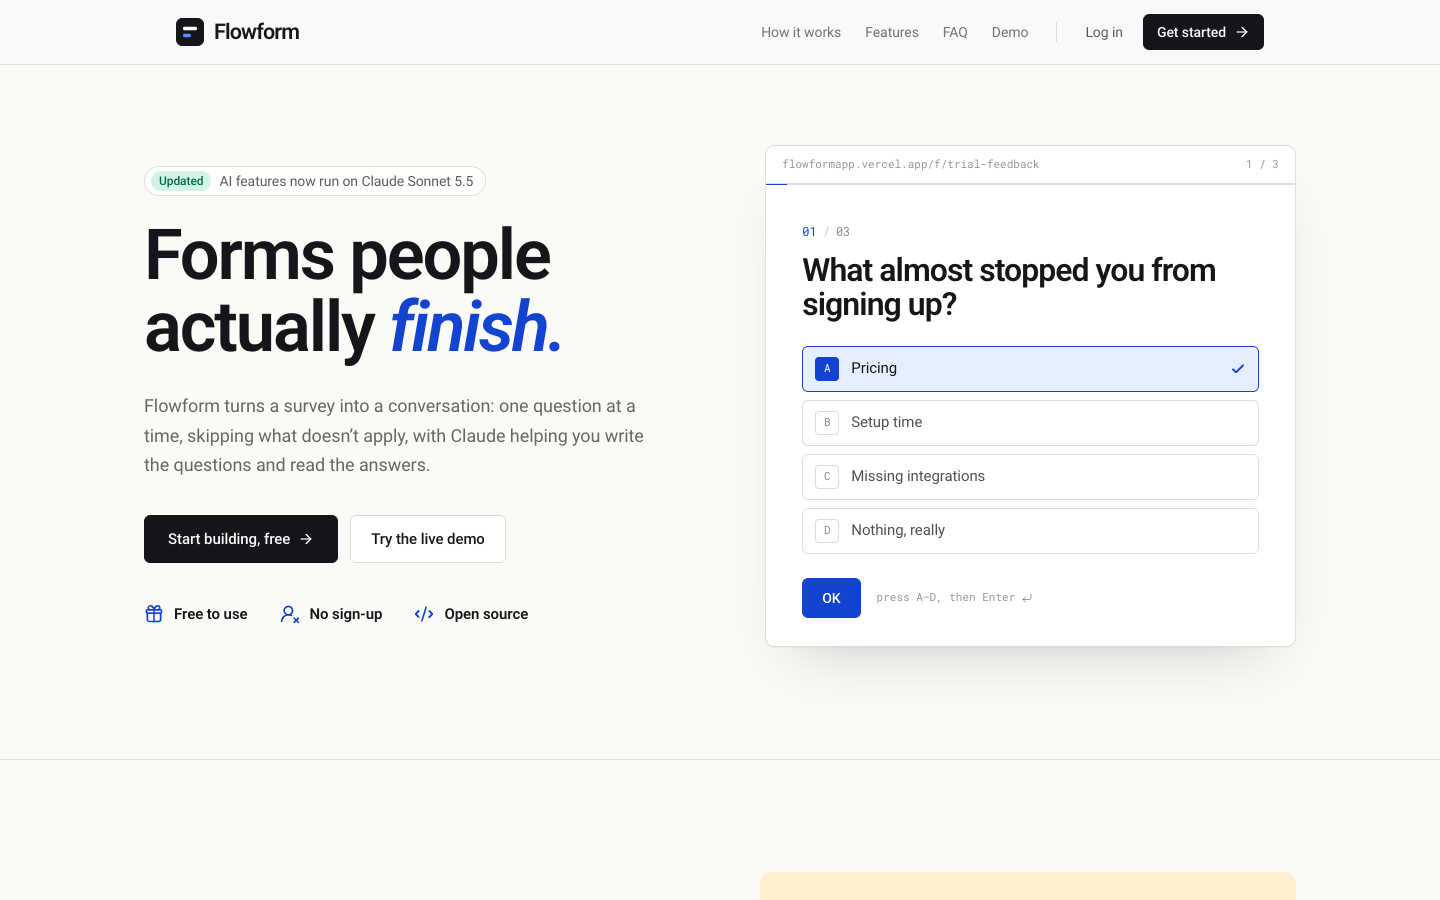 Flowform
How it works
Features
FAQ
Demo
Log in
Get started
Updated
AI features now run on Claude Sonnet 5.5
Forms people
actually finish.
Flowform turns a survey into a conversation: one question at a
time, skipping what doesn’t apply, with Claude helping you write
the questions and read the answers.
Start building, free
Try the live demo
Free to use
No sign-up
Open source
flowformapp.vercel.app/f/trial-feedback
1 / 3
01 / 03
What almost stopped you from
signing up?
A Pricing
B Setup time
C Missing integrations
D Nothing, really
OK
press A–D, then Enter